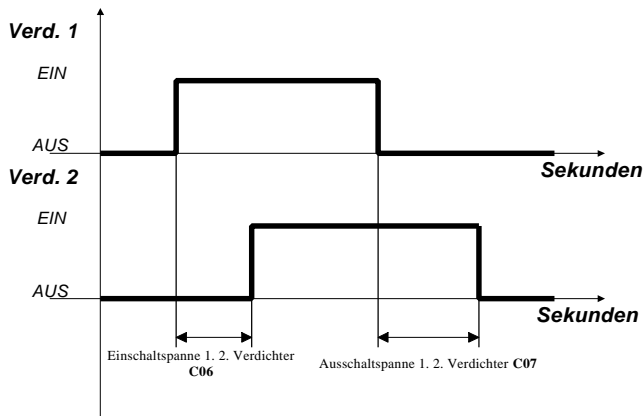 Verd. 1
EIN
AUS
Sekunden
Verd. 2
EIN
AUS
Sekunden
Einschaltspanne 1. 2. Verdichter
C06
Ausschaltspanne 1. 2. Verdichter C07